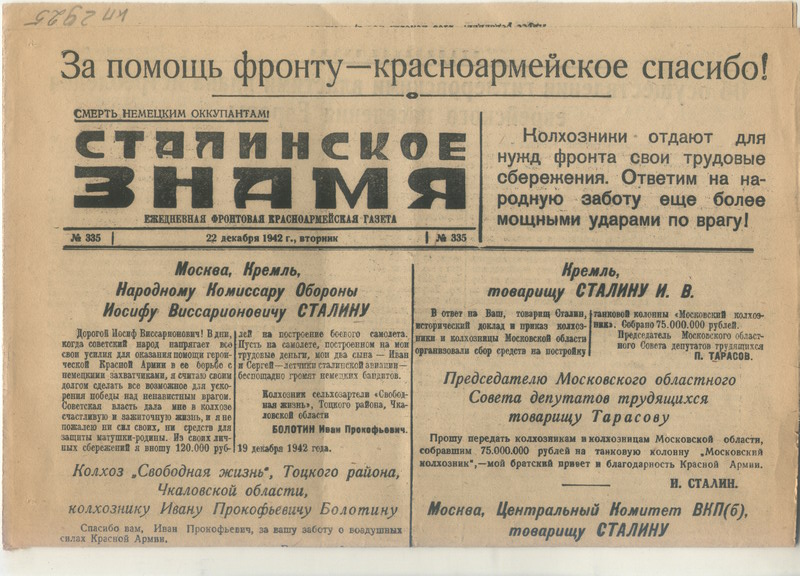 кп 2925
За помощь фронту—красноармейское спасибо!
СМЕРТЬ НЕМЕЦКИМ ОККУПАНТАМ!
СТАЛИНСКОЕ
ЗНАМЯ
ЕЖЕДНЕВНАЯ ФРОНТОВАЯ КРАСНОАРМЕЙСКАЯ ГАЗЕТА
№ 335
22 декабря 1942 г., вторник
№ 335
Колхозники отдают для
нужд фронта свои трудовые
сбережения. Ответим на на-
родную заботу еще более
мощными ударами по врагу!
Москва, Кремль,
Народному Комиссару Обороны
Иосифу Виссарионовичу СТАЛИНУ
Дорогой Иосиф Виссарионович! В дни,
когда советский народ напрягает все
свои усилия для оказания помощи герои-
ческой Красной Армии в ее борьбе с
немецкими захватчиками, я считаю своим
долгом сделать все возможное для уско-
рения победы над ненавистным врагом.
Советская власть дала мне в колхозе
счастливую и зажиточную жизнь, и я не
пожалею ни сил своих, ни средств для
защиты матушки-родины. Из своих лич-
ных сбережений я вношу 120.000 руб-
лей на построение боевого самолета.
Пусть на самолете, построенном на мои
трудовые деньги, мои два сына — Иван
и Сергей—летчики сталинской авиации—
беспощадно громят немецких бандитов.
Колхозник сельхозартели «Свобод-
ная жизнь», Тоцкого района, Чка-
ловской области
БОЛОТИН Иван Прокофьевич.
19 декабря 1942 года.
Колхоз „Свободная жизнь“, Тоцкого района,
Чкаловской области,
колхознику Ивану Прокофьевичу Болотину
Спасибо вам, Иван Прокофьевич, за вашу заботу о воздушных
силах Красной Армии.
Кремль,
товарищу СТАЛИНУ И. В.
В ответ на Ваш, товарищ Сталин,
исторический доклад и приказ колхоз-
ники и колхозницы Московской области
организовали сбор средств на постройку
танковой колонны «Московский колхоз-
ник». Собрано 75.000.000 рублей.
Председатель Московского област-
ного Совета депутатов трудящихся
П. ТАРАСОВ.
Председателю Московского областного
Совета депутатов трудящихся
товарищу Тарасову
Прошу передать колхозникам и колхозницам Московской области,
собравшим 75.000.000 рублей на танковую колонну „Московский
колхозник“,—мой братский привет и благодарность Красной Армии.
И. СТАЛИН.
Москва, Центральный Комитет ВКП(б),
товарищу СТАЛИНУ